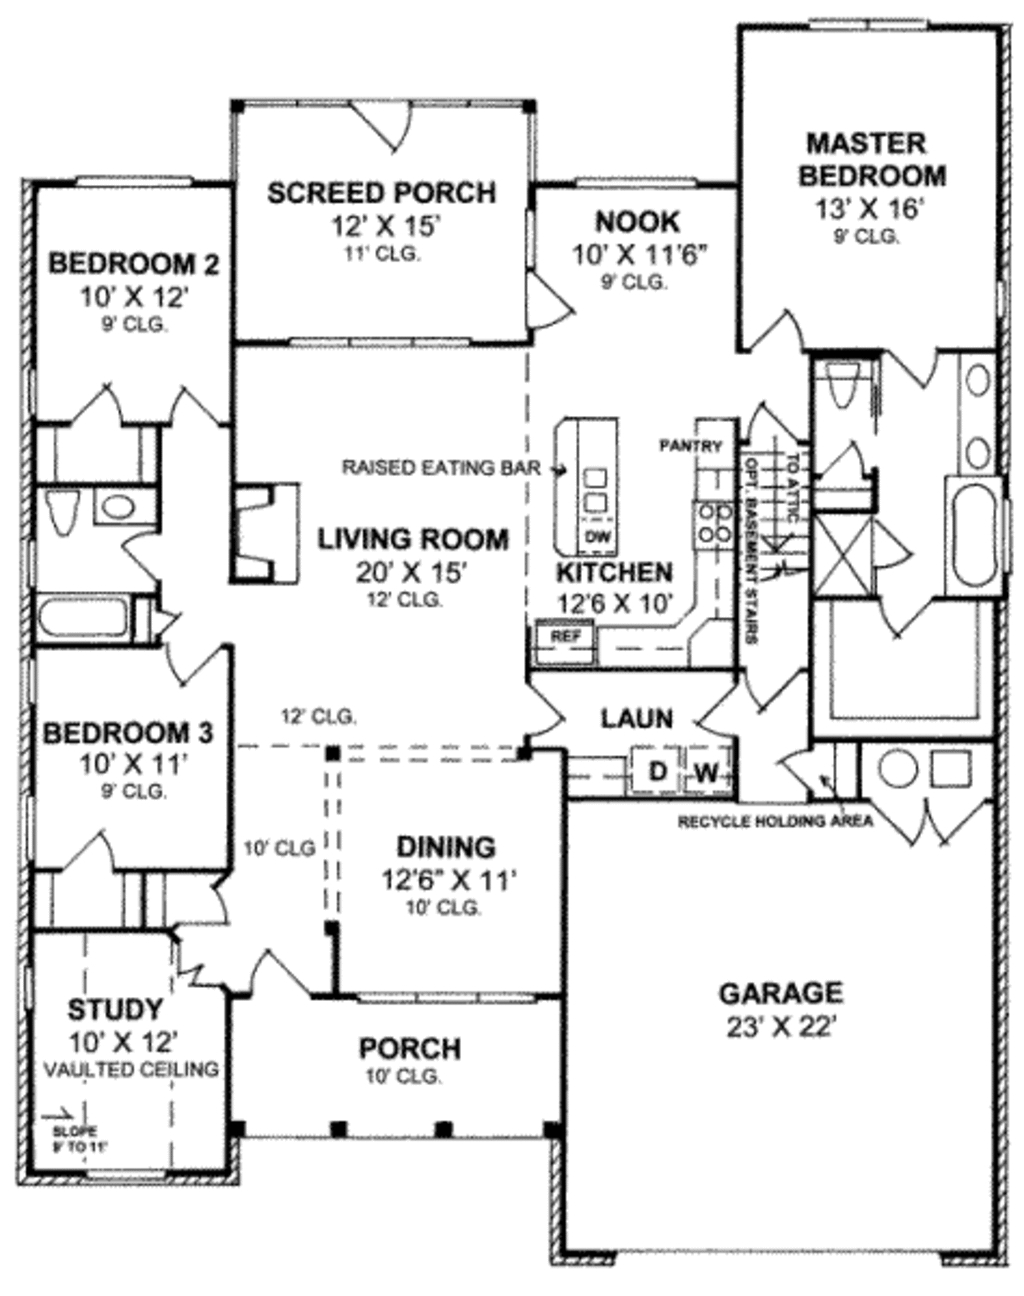 MASTER
BEDROOM
13' X 16'
9' CLG.
SCREED PORCH
12' X 15'
11' CLG.
NOOK
10' X 11'6"
9' CLG.
BEDROOM 2
10' X 12'
9' CLG.
PANTRY
RAISED EATING BAR
TO ATTIC
OPT. BASEMENT STAIRS
DW
LIVING ROOM
20' X 15'
12' CLG.
KITCHEN
12'6 X 10'
REF
12' CLG.
LAUN
D
W
BEDROOM 3
10' X 11'
9' CLG.
RECYCLE HOLDING AREA
10' CLG
DINING
12'6" X 11'
10' CLG.
STUDY
10' X 12'
VAULTED CEILING
SLOPE
9' TO 11'
PORCH
10' CLG.
GARAGE
23' X 22'